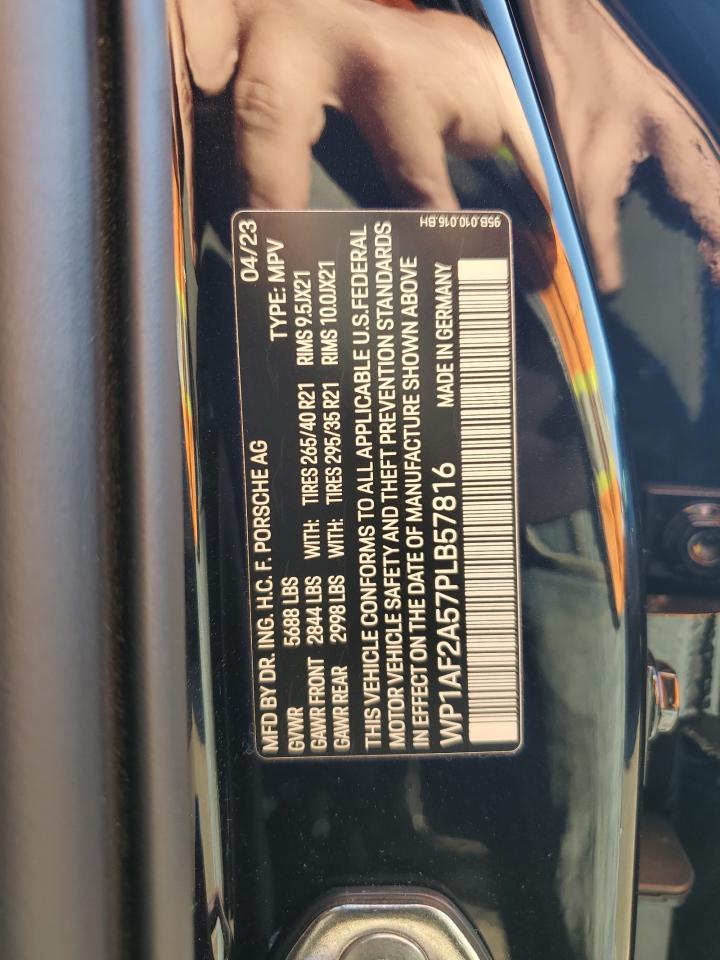 MFD BY DR. ING. H.C. F. PORSCHE AG 04/23
GVWR 5688 LBS TYPE: MPV
GAWR FRONT 2844 LBS WITH: TIRES 265/40 R21 RIMS 9.5JX21
GAWR REAR 2998 LBS WITH: TIRES 295/35 R21 RIMS 10.0JX21
THIS VEHICLE CONFORMS TO ALL APPLICABLE U.S.FEDERAL
MOTOR VEHICLE SAFETY AND THEFT PREVENTION STANDARDS
IN EFFECT ON THE DATE OF MANUFACTURE SHOWN ABOVE
WP1AF2A57PLB57816 MADE IN GERMANY
95B.010.016.BH